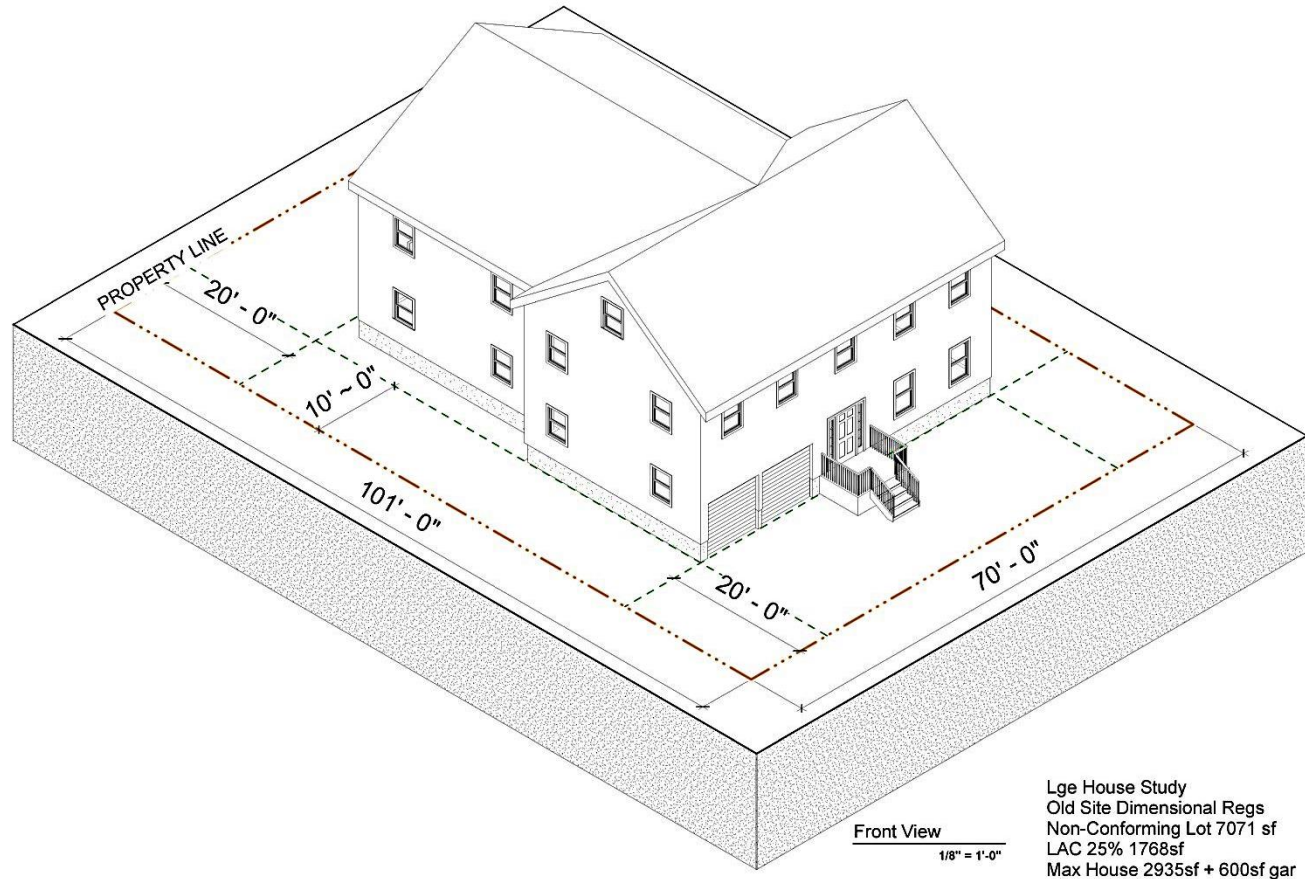 PROPERTY LINE
20' - 0"
10' ~ 0"
101' - 0"
20' - 0"
70' - 0"
Front View
1/8" = 1'-0"
Lge House Study
Old Site Dimensional Regs
Non-Conforming Lot 7071 sf
LAC 25% 1768sf
Max House 2935sf + 600sf gar